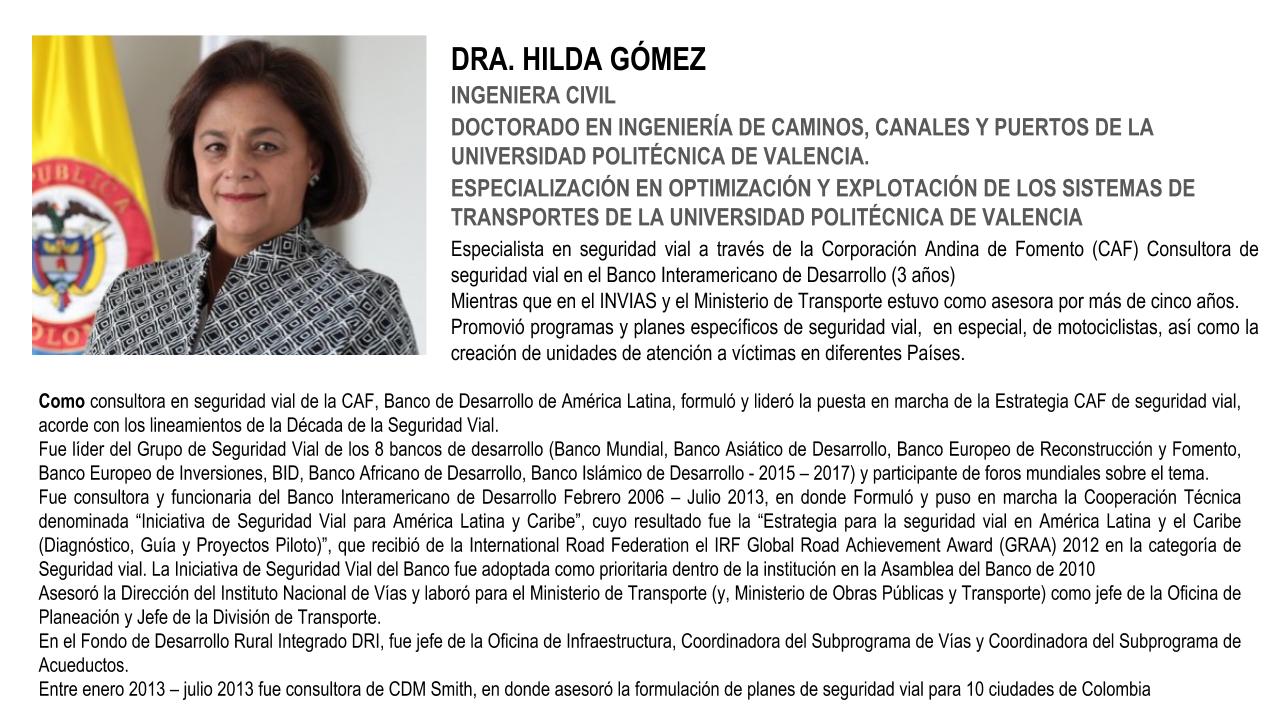 DRA. HILDA GÓMEZ
INGENIERA CIVIL
DOCTORADO EN INGENIERÍA DE CAMINOS, CANALES Y PUERTOS DE LA
UNIVERSIDAD POLITÉCNICA DE VALENCIA.
ESPECIALIZACIÓN EN OPTIMIZACIÓN Y EXPLOTACIÓN DE LOS SISTEMAS DE
TRANSPORTES DE LA UNIVERSIDAD POLITÉCNICA DE VALENCIA
Especialista en seguridad vial a través de la Corporación Andina de Fomento (CAF) Consultora de
seguridad vial en el Banco Interamericano de Desarrollo (3 años)
Mientras que en el INVIAS y el Ministerio de Transporte estuvo como asesora por más de cinco años.
Promovió programas y planes específicos de seguridad vial, en especial, de motociclistas, así como la
creación de unidades de atención a víctimas en diferentes Países.
Como consultora en seguridad vial de la CAF, Banco de Desarrollo de América Latina, formuló y lideró la puesta en marcha de la Estrategia CAF de seguridad vial,
acorde con los lineamientos de la Década de la Seguridad Vial.
Fue líder del Grupo de Seguridad Vial de los 8 bancos de desarrollo (Banco Mundial, Banco Asiático de Desarrollo, Banco Europeo de Reconstrucción y Fomento,
Banco Europeo de Inversiones, BID, Banco Africano de Desarrollo, Banco Islámico de Desarrollo - 2015 – 2017) y participante de foros mundiales sobre el tema.
Fue consultora y funcionaria del Banco Interamericano de Desarrollo Febrero 2006 – Julio 2013, en donde Formuló y puso en marcha la Cooperación Técnica
denominada “Iniciativa de Seguridad Vial para América Latina y Caribe”, cuyo resultado fue la “Estrategia para la seguridad vial en América Latina y el Caribe
(Diagnóstico, Guía y Proyectos Piloto)”, que recibió de la International Road Federation el IRF Global Road Achievement Award (GRAA) 2012 en la categoría de
Seguridad vial. La Iniciativa de Seguridad Vial del Banco fue adoptada como prioritaria dentro de la institución en la Asamblea del Banco de 2010
Asesoró la Dirección del Instituto Nacional de Vías y laboró para el Ministerio de Transporte (y, Ministerio de Obras Públicas y Transporte) como jefe de la Oficina de
Planeación y Jefe de la División de Transporte.
En el Fondo de Desarrollo Rural Integrado DRI, fue jefe de la Oficina de Infraestructura, Coordinadora del Subprograma de Vías y Coordinadora del Subprograma de
Acueductos.
Entre enero 2013 – julio 2013 fue consultora de CDM Smith, en donde asesoró la formulación de planes de seguridad vial para 10 ciudades de Colombia